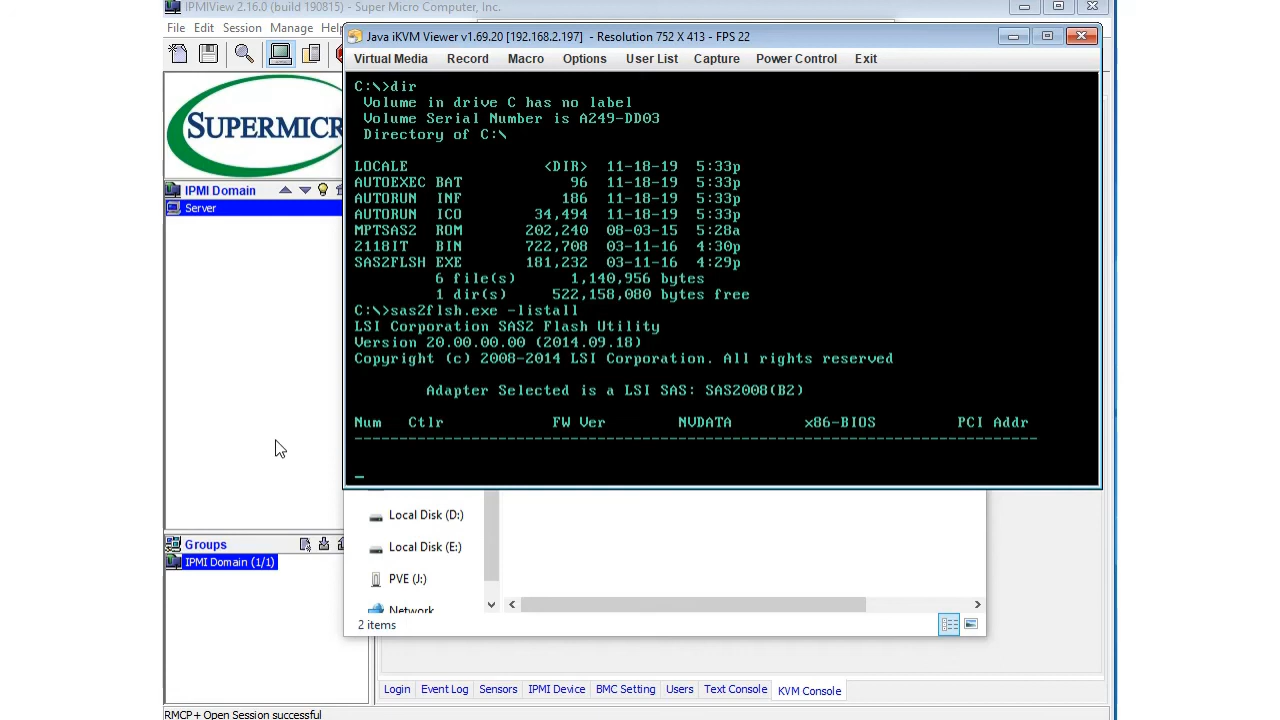 IPMIView 2.16.0 (build 190815) - Super Micro Computer, Inc.
File Edit Session Manage Help
Java iKVM Viewer v1.69.20 [192.168.2.197] - Resolution 752 X 413 - FPS 22
Virtual Media Record Macro Options User List Capture Power Control Exit
SUPERMICR
IPMI Domain
Server
C:\>dir
Volume in drive C has no label
Volume Serial Number is A249-DD03
Directory of C:\
LOCALE <DIR> 11-18-19 5:33p
AUTOEXEC BAT 96 11-18-19 5:33p
AUTORUN INF 186 11-18-19 5:33p
AUTORUN ICO 34,494 11-18-19 5:33p
MPTSAS2 ROM 202,240 08-03-15 5:28a
2118IT BIN 722,708 03-11-16 4:30p
SAS2FLSH EXE 181,232 03-11-16 4:29p
6 file(s) 1,140,956 bytes
1 dir(s) 522,158,080 bytes free
C:\>sas2flsh.exe -listall
LSI Corporation SAS2 Flash Utility
Version 20.00.00.00 (2014.09.18)
Copyright (c) 2008-2014 LSI Corporation. All rights reserved
Adapter Selected is a LSI SAS: SAS2008(B2)
Num Ctlr FW Ver NVDATA x86-BIOS PCI Addr
--------------------------------------------------------------------------
_
Local Disk (D:)
Local Disk (E:)
PVE (J:)
Network
2 items
Groups
IPMI Domain (1/1)
Login Event Log Sensors IPMI Device BMC Setting Users Text Console KVM Console
RMCP+ Open Session successful